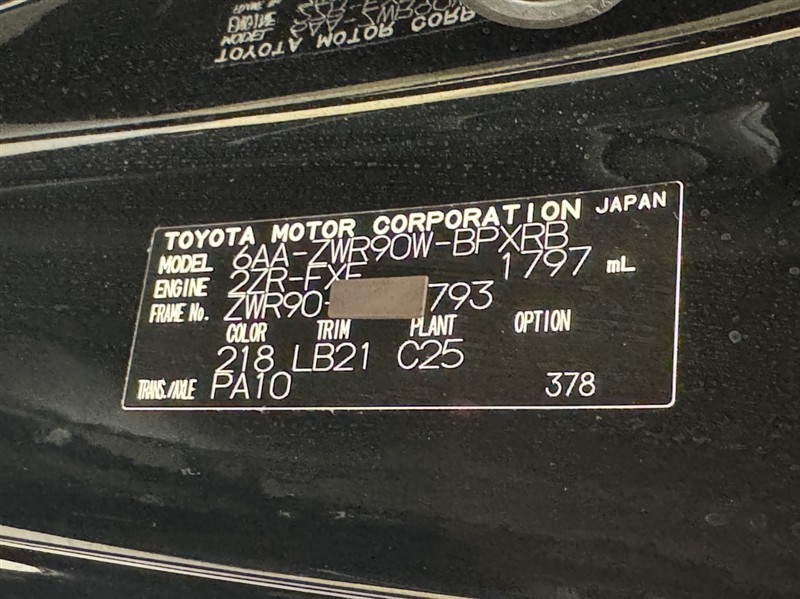 TOYOTA MOTOR CORPORATION JAPAN
MODEL 6AA-ZWR90W-BPXRB
ENGINE 2ZR-FXE 1797 mL
FRAME No. ZWR90- 793
COLOR TRIM PLANT OPTION
218 LB21 C25
TRANS./AXLE PA10 378